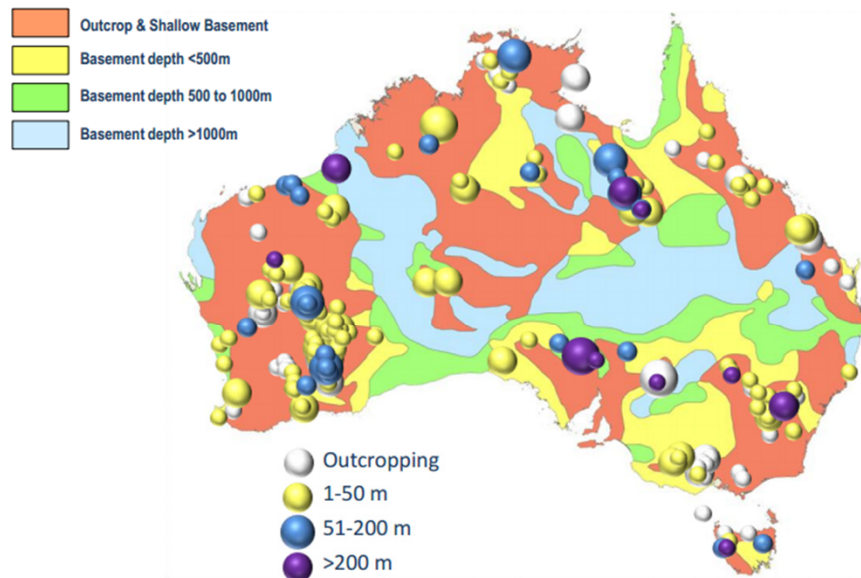 Outcrop & Shallow Basement
Basement depth <500m
Basement depth 500 to 1000m
Basement depth >1000m
Outcropping
1-50 m
51-200 m
>200 m